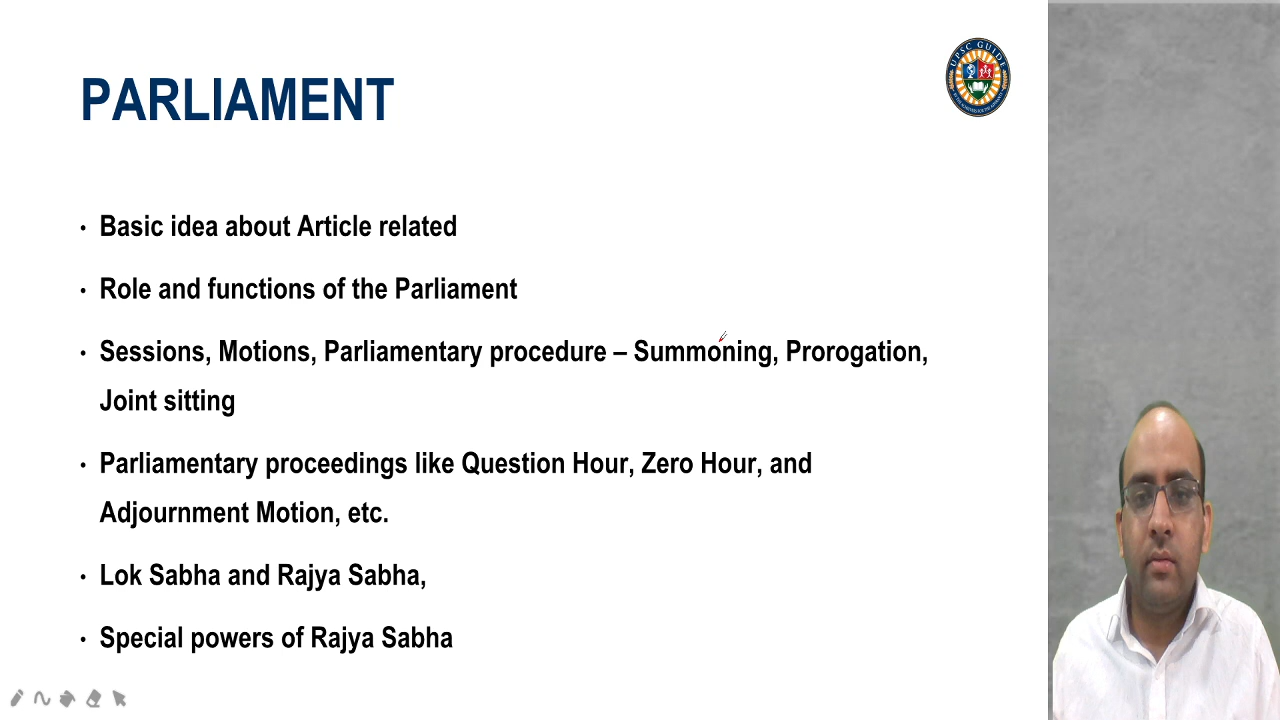 PARLIAMENT
UPSC GUIDE
• Basic idea about Article related
• Role and functions of the Parliament
• Sessions, Motions, Parliamentary procedure – Summoning, Prorogation,
Joint sitting
• Parliamentary proceedings like Question Hour, Zero Hour, and
Adjournment Motion, etc.
• Lok Sabha and Rajya Sabha,
• Special powers of Rajya Sabha